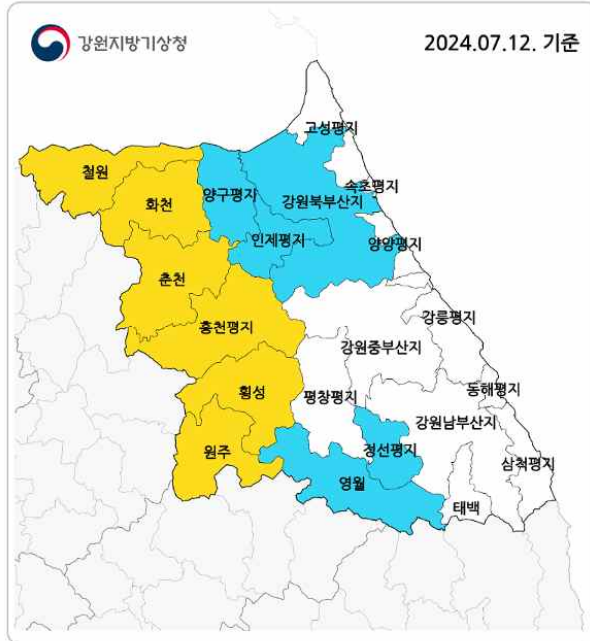 강원지방기상청
2024.07.12. 기준
고성평지
철원
속초평지
양구평지
강원북부산지
화천
인제평지
양양평지
춘천
강릉평지
홍천평지
강원중부산지
동해평지
횡성
평창평지
강원남부산지
원주
정선평지
삼척평지
영월
태백